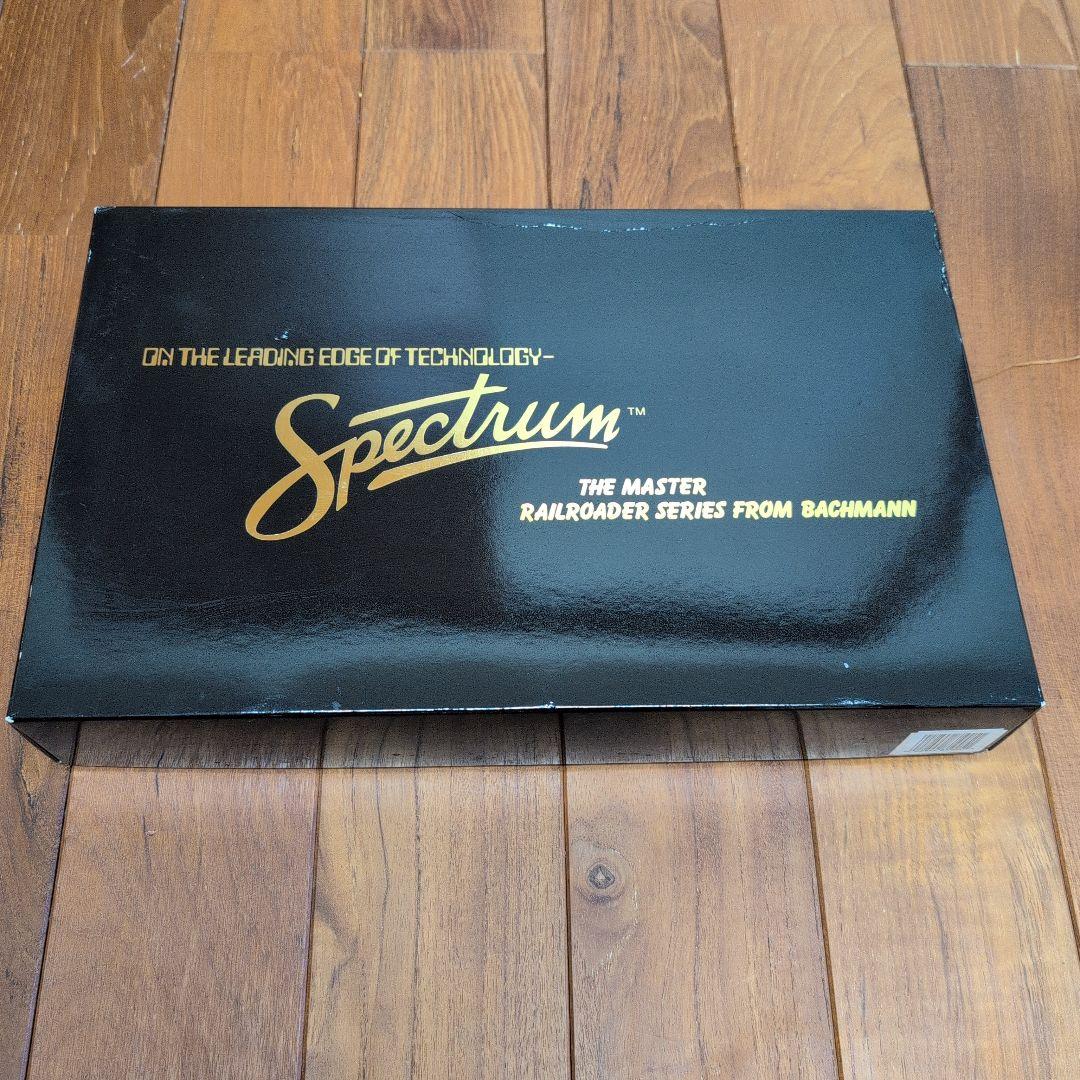 ON THE LEADING EDGE OF TECHNOLOGY–
Spectrum™
THE MASTER
RAILROADER SERIES FROM BACHMANN